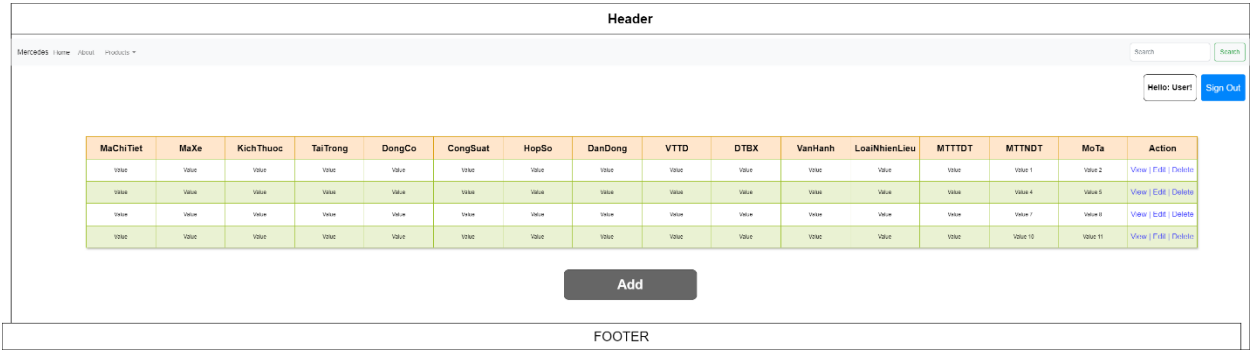 Header
Mercedes Home About Products Search Search
Hello: User! Sign Out
MaChiTiet MaXe KichThuoc TaiTrong DongCo CongSuat HopSo DanDong VTTD DTBX VanHanh LoaiNhienLieu MTTTDT MTTNDT MoTa Action
Value Value Value Value Value Value Value Value Value Value Value Value Value Value 1 Value 2 View | Edit | Delete
Value Value Value Value Value Value Value Value Value Value Value Value Value Value 4 Value 5 View | Edit | Delete
Value Value Value Value Value Value Value Value Value Value Value Value Value Value 7 Value 8 View | Edit | Delete
Value Value Value Value Value Value Value Value Value Value Value Value Value Value 10 Value 11 View | Edit | Delete
Add
FOOTER